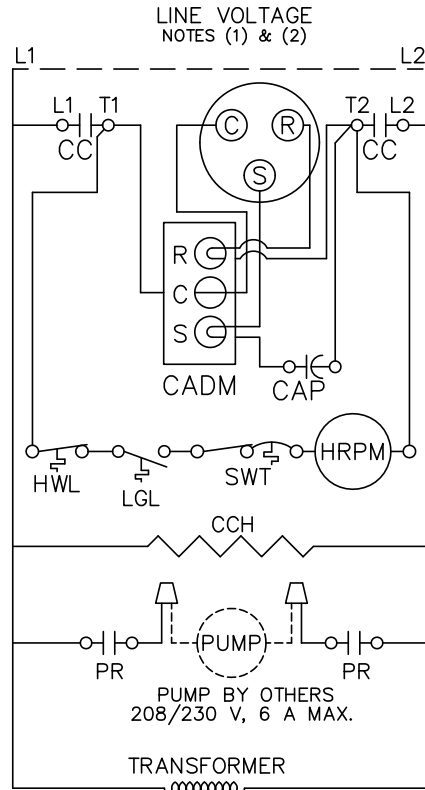 LINE VOLTAGE
NOTES (1) & (2)
L1
L2
L1
T1
CC
C
R
S
T2
L2
CC
R
C
S
CADM
CAP
HWL
LGL
SWT
HRPM
CCH
PUMP
PR
PR
PUMP BY OTHERS
208/230 V, 6 A MAX.
TRANSFORMER